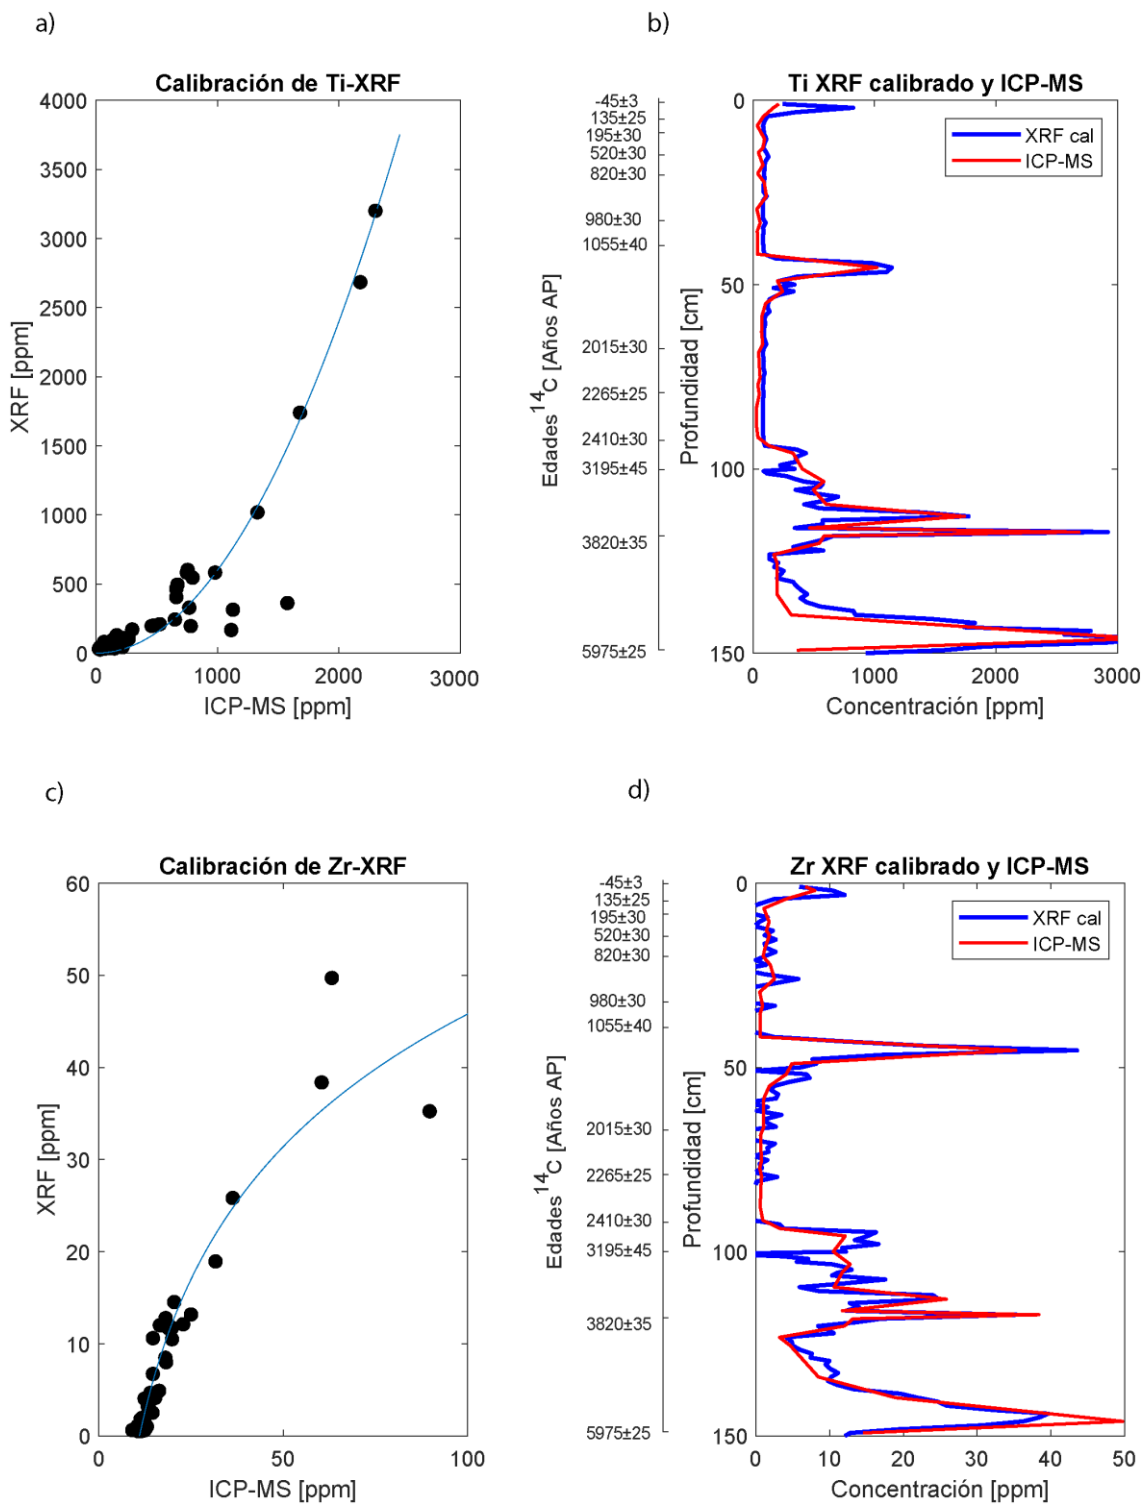 a)
Calibración de Ti-XRF
4000
3500
3000
2500
2000
1500
1000
500
0
XRF [ppm]
0 1000 2000 3000
ICP-MS [ppm]
b)
Ti XRF calibrado y ICP-MS
XRF cal
ICP-MS
-45±3
135±25
195±30
520±30
820±30
980±30
1055±40
2015±30
2265±25
2410±30
3195±45
3820±35
5975±25
Edades 14C [Años AP]
0
50
100
150
Profundidad [cm]
0 1000 2000 3000
Concentración [ppm]
c)
Calibración de Zr-XRF
60
50
40
30
20
10
0
XRF [ppm]
0 50 100
ICP-MS [ppm]
d)
Zr XRF calibrado y ICP-MS
XRF cal
ICP-MS
-45±3
135±25
195±30
520±30
820±30
980±30
1055±40
2015±30
2265±25
2410±30
3195±45
3820±35
5975±25
Edades 14C [Años AP]
0
50
100
150
Profundidad [cm]
0 10 20 30 40 50
Concentración [ppm]